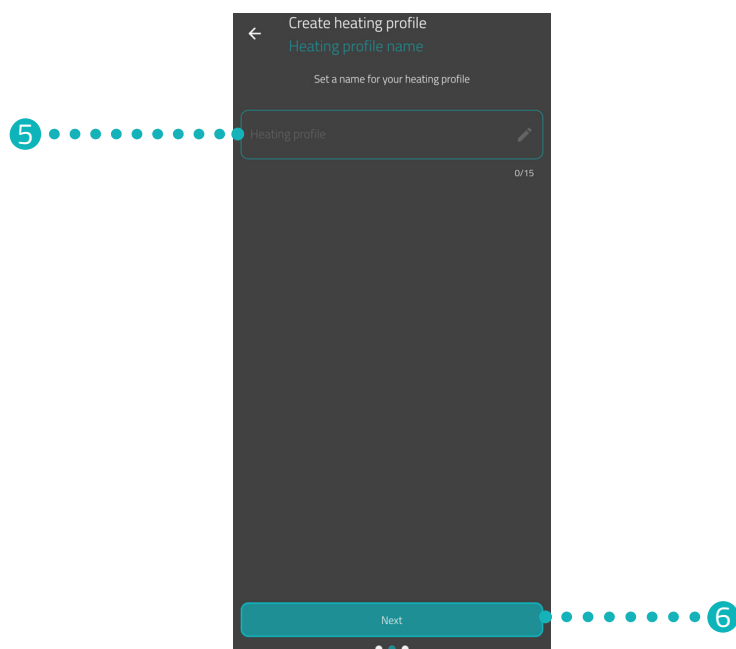 Create heating profile
Heating profile name
Set a name for your heating profile
5
Heating profile
0/15
Next
6